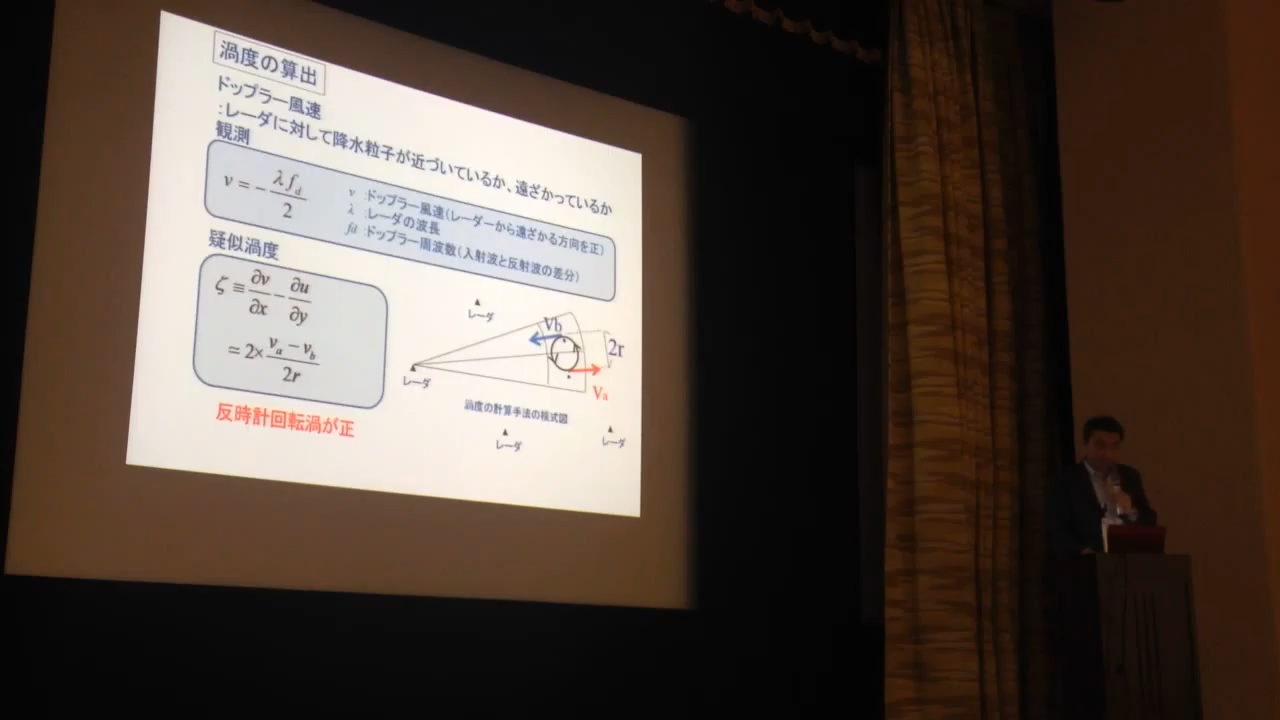 渦度の算出
ドップラー風速
:レーダに対して降水粒子が近づいているか、遠ざかっているか
観測
v = - λ f_d / 2
v :ドップラー風速(レーダーから遠ざかる方向を正)
λ :レーダの波長
fd :ドップラー周波数(入射波と反射波の差分)
疑似渦度
ζ ≡ ∂v/∂x - ∂u/∂y
= 2× (v_a - v_b) / 2r
反時計回転渦が正
レーダ
Vb
2r
レーダ
Va
渦度の計算手法の模式図
レーダ
レーダ